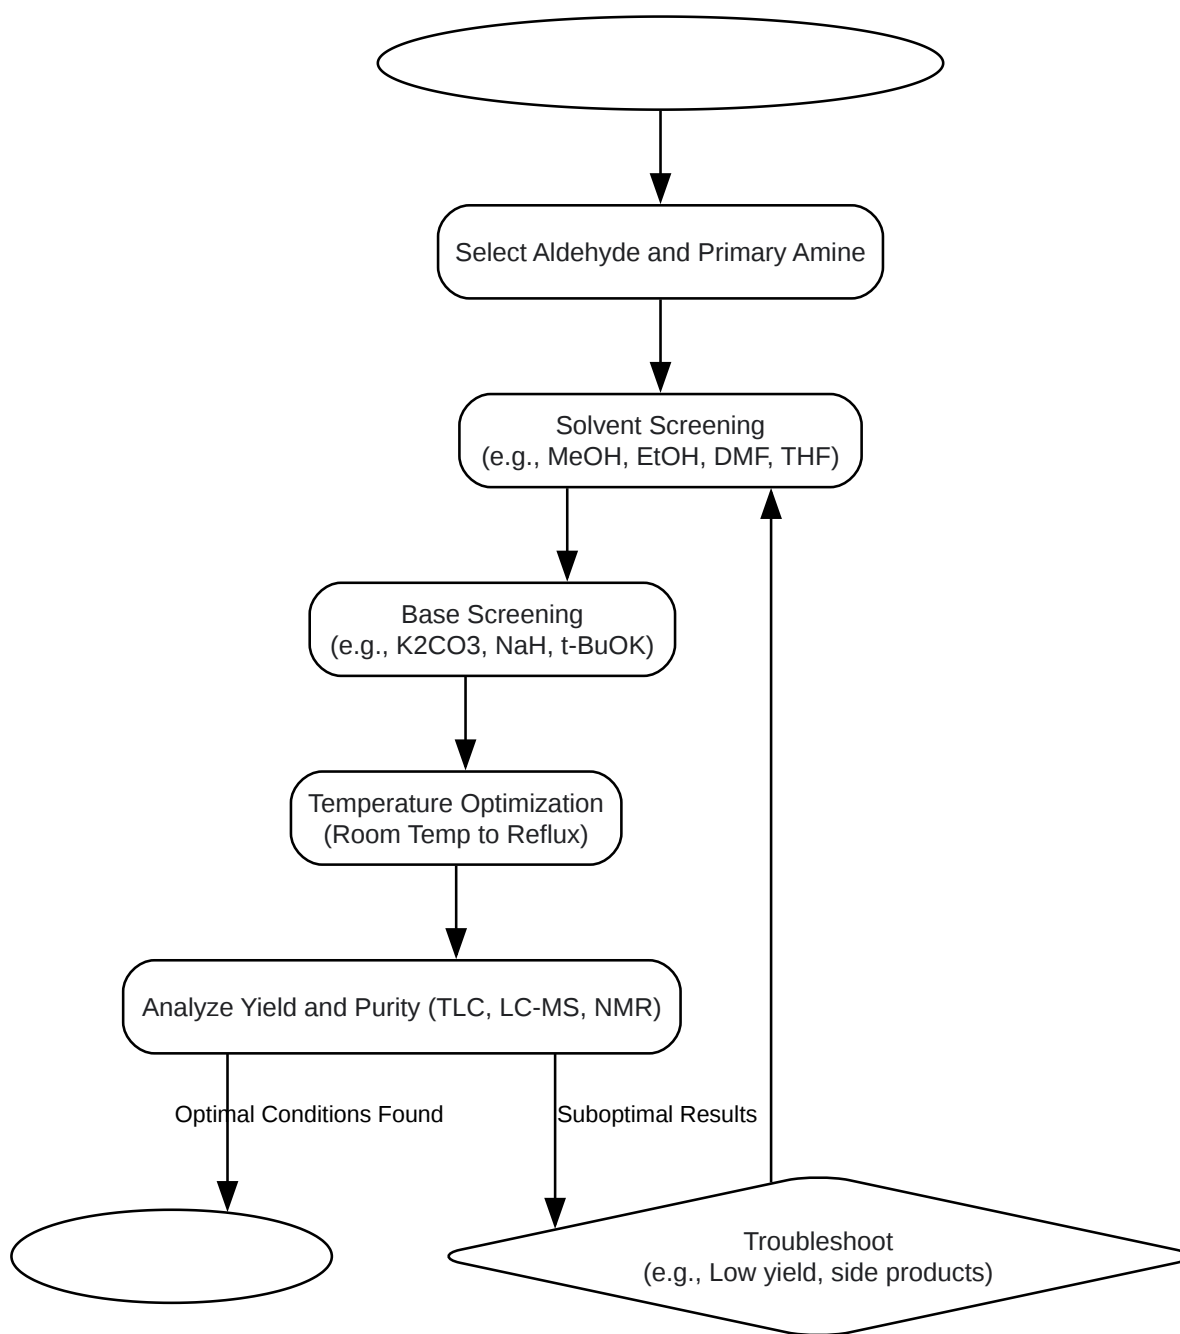 Select Aldehyde and Primary Amine
Solvent Screening
(e.g., MeOH, EtOH, DMF, THF)
Base Screening
(e.g., K2CO3, NaH, t-BuOK)
Temperature Optimization
(Room Temp to Reflux)
Analyze Yield and Purity (TLC, LC-MS, NMR)
Optimal Conditions Found
Suboptimal Results
Troubleshoot
(e.g., Low yield, side products)